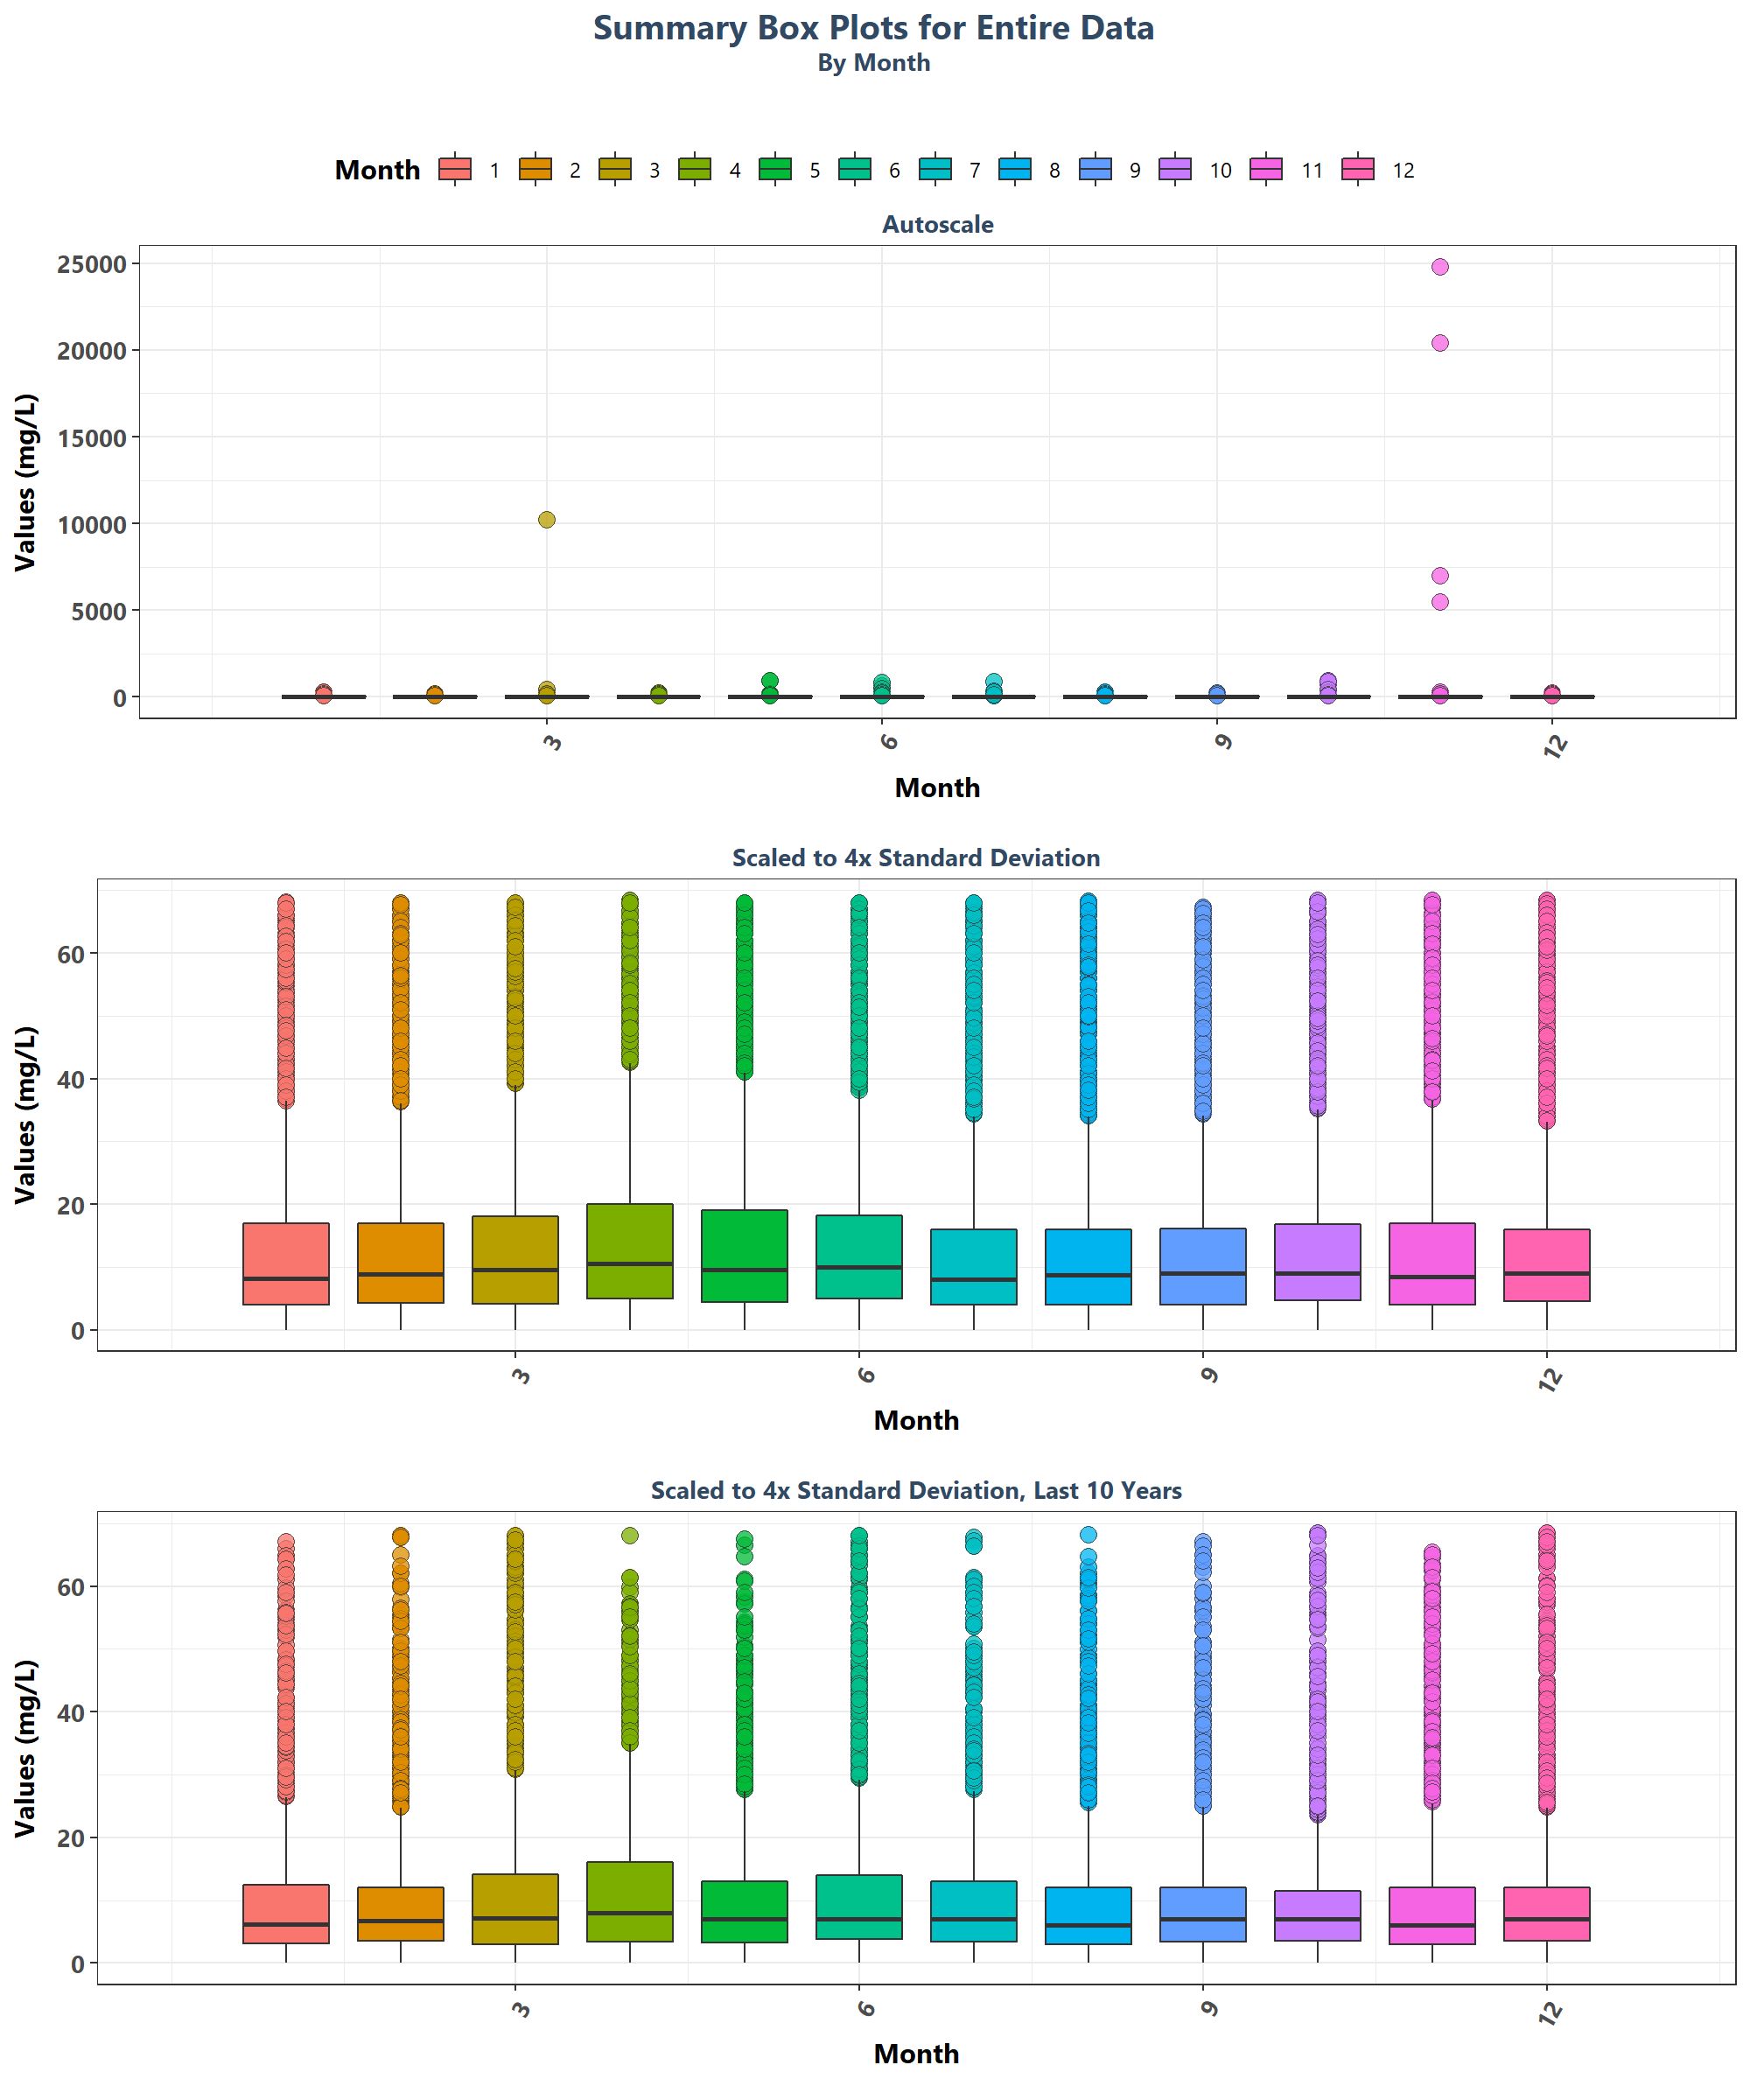 Summary Box Plots for Entire Data
By Month
Month 1 2 3 4 5 6 7 8 9 10 11 12
Autoscale
Values (mg/L)
25000
20000
15000
10000
5000
0
3 6 9 12
Month
Scaled to 4x Standard Deviation
Values (mg/L)
60
40
20
0
3 6 9 12
Month
Scaled to 4x Standard Deviation, Last 10 Years
Values (mg/L)
60
40
20
0
3 6 9 12
Month